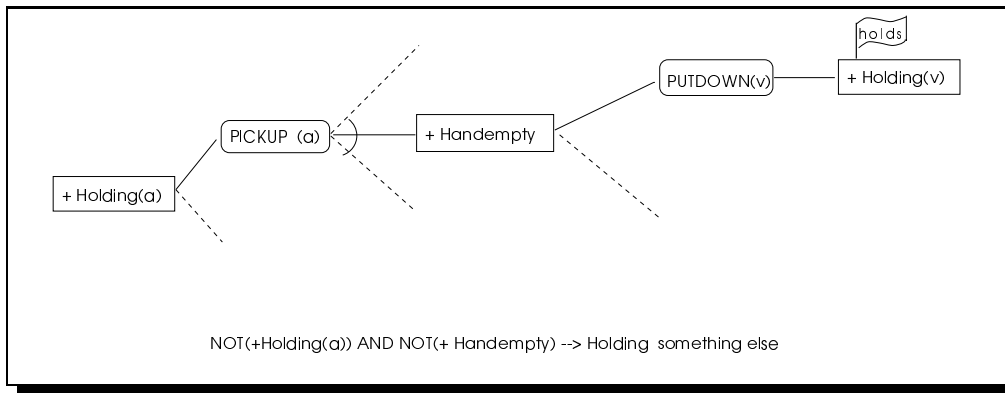 holds
PUTDOWN(v)
+ Holding(v)
PICKUP (a)
+ Handempty
+ Holding(a)
NOT(+Holding(a)) AND NOT(+ Handempty) --> Holding something else